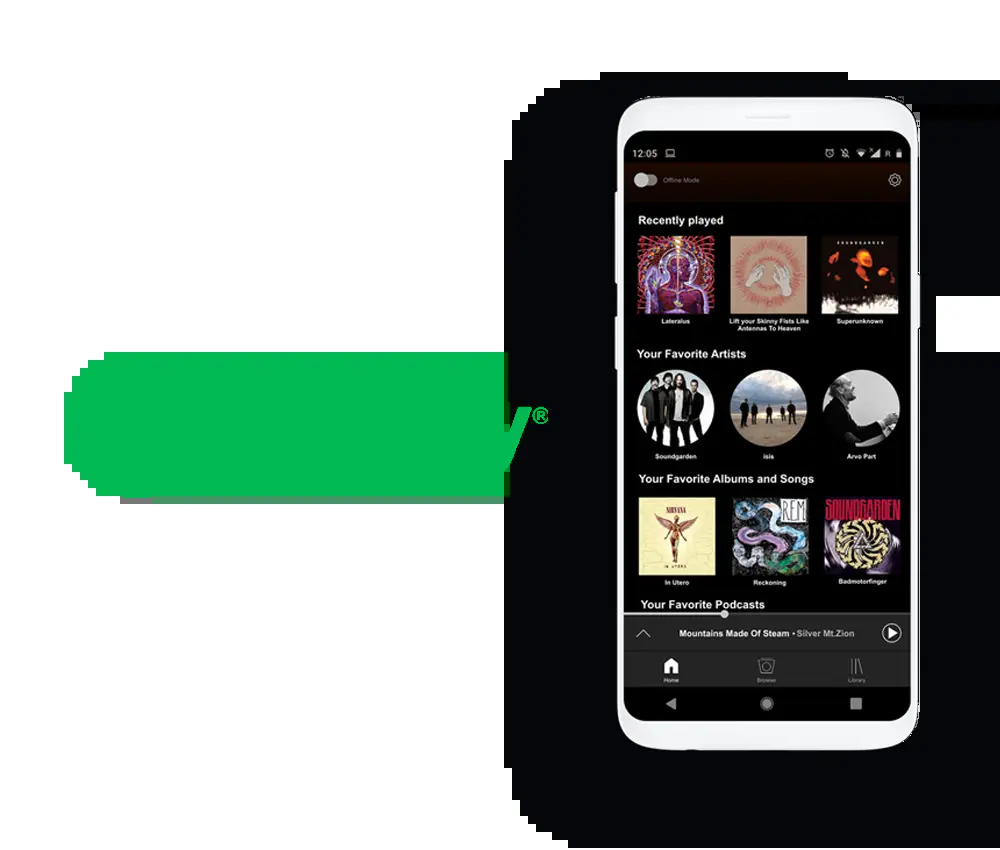 y®
12:05
R
Offline Mode
Recently played
SOUNDGARDEN
Lateralus
Lift your Skinny Fists Like
Antennas To Heaven
Superunknown
Your Favorite Artists
Soundgarden
isis
Arvo Part
Your Favorite Albums and Songs
NIRVANA
IN UTERO
R.E.M.
SOUNDGARDEN
In Utero
Reckoning
Badmotorfinger
Your Favorite Podcasts
Mountains Made Of Steam • Silver Mt.Zion
Home
Browse
Library